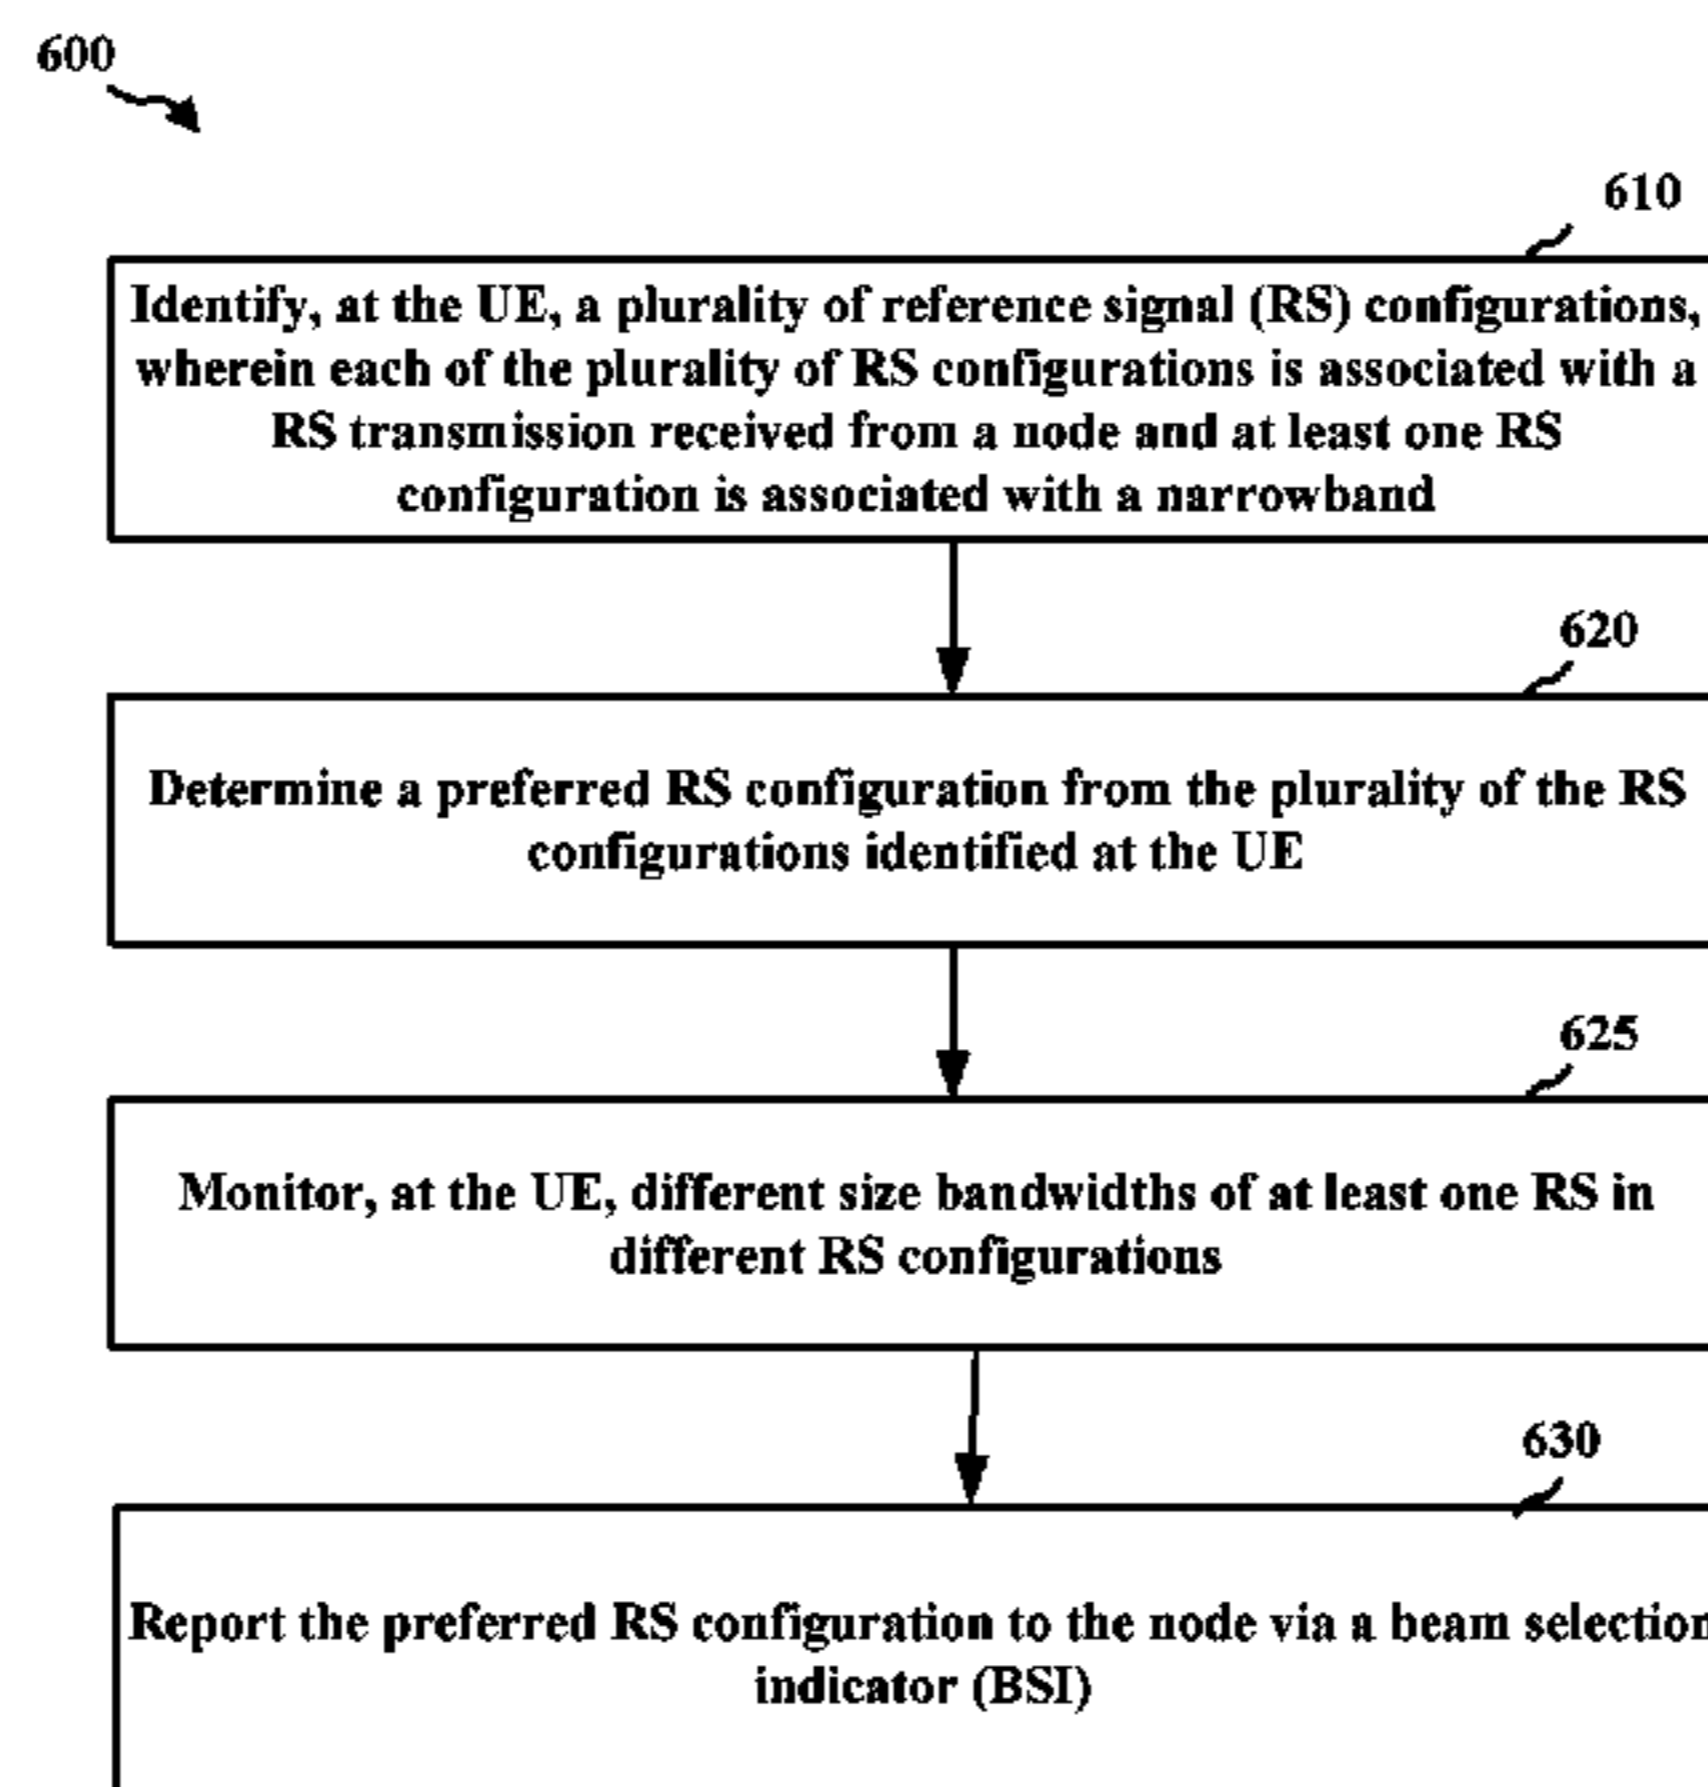 600
610
Identify, at the UE, a plurality of reference signal (RS) configurations,
wherein each of the plurality of RS configurations is associated with a
RS transmission received from a node and at least one RS
configuration is associated with a narrowband
620
Determine a preferred RS configuration from the plurality of the RS
configurations identified at the UE
625
Monitor, at the UE, different size bandwidths of at least one RS in
different RS configurations
630
Report the preferred RS configuration to the node via a beam selection
indicator (BSI)